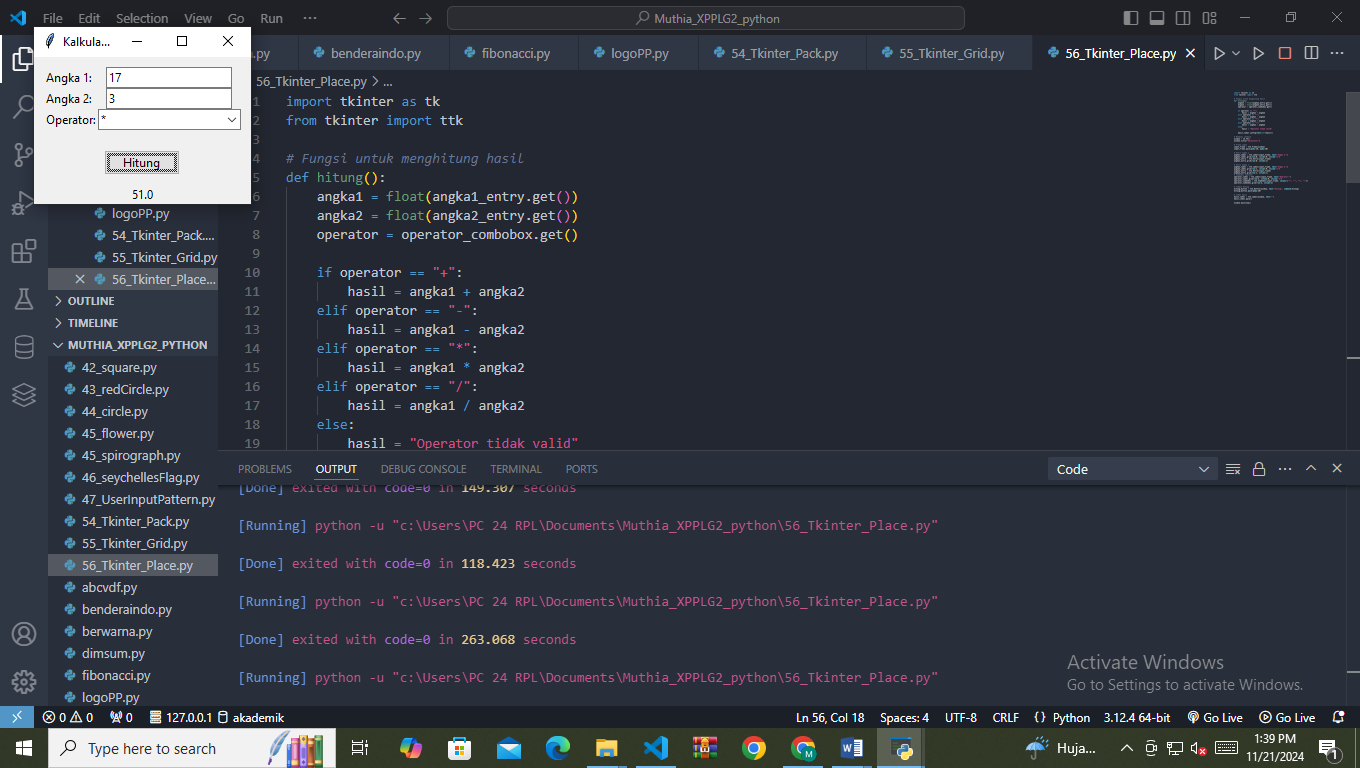 File Edit Selection View Go Run ···
Muthia_XPPLG2_python
Kalkula...
Angka 1: 17
Angka 2: 3
Operator: *
Hitung
51.0
.py
benderaindo.py
fibonacci.py
logoPP.py
54_Tkinter_Pack.py
55_Tkinter_Grid.py
56_Tkinter_Place.py
56_Tkinter_Place.py > ...
1 import tkinter as tk
2 from tkinter import ttk
3
4 # Fungsi untuk menghitung hasil
5 def hitung():
6 angka1 = float(angka1_entry.get())
7 angka2 = float(angka2_entry.get())
8 operator = operator_combobox.get()
9
10 if operator == "+":
11 hasil = angka1 + angka2
12 elif operator == "-":
13 hasil = angka1 - angka2
14 elif operator == "*":
15 hasil = angka1 * angka2
16 elif operator == "/":
17 hasil = angka1 / angka2
18 else:
19 hasil = "Operator tidak valid"
logoPP.py
54_Tkinter_Pack....
55_Tkinter_Grid.py
56_Tkinter_Place...
OUTLINE
TIMELINE
MUTHIA_XPPLG2_PYTHON
42_square.py
43_redCircle.py
44_circle.py
45_flower.py
45_spirograph.py
46_seychellesFlag.py
47_UserInputPattern.py
54_Tkinter_Pack.py
55_Tkinter_Grid.py
56_Tkinter_Place.py
abcvdf.py
benderaindo.py
berwarna.py
dimsum.py
fibonacci.py
logoPP.py
PROBLEMS OUTPUT DEBUG CONSOLE TERMINAL PORTS
Code
[Done] exited with code=0 in 149.307 seconds
[Running] python -u "c:\Users\PC 24 RPL\Documents\Muthia_XPPLG2_python\56_Tkinter_Place.py"
[Done] exited with code=0 in 118.423 seconds
[Running] python -u "c:\Users\PC 24 RPL\Documents\Muthia_XPPLG2_python\56_Tkinter_Place.py"
[Done] exited with code=0 in 263.068 seconds
[Running] python -u "c:\Users\PC 24 RPL\Documents\Muthia_XPPLG2_python\56_Tkinter_Place.py"
Activate Windows
Go to Settings to activate Windows.
0 0 0 127.0.0.1 akademik
Ln 56, Col 18 Spaces: 4 UTF-8 CRLF {} Python 3.12.4 64-bit Go Live Go Live
Type here to search
Huja...
1:39 PM
11/21/2024
1